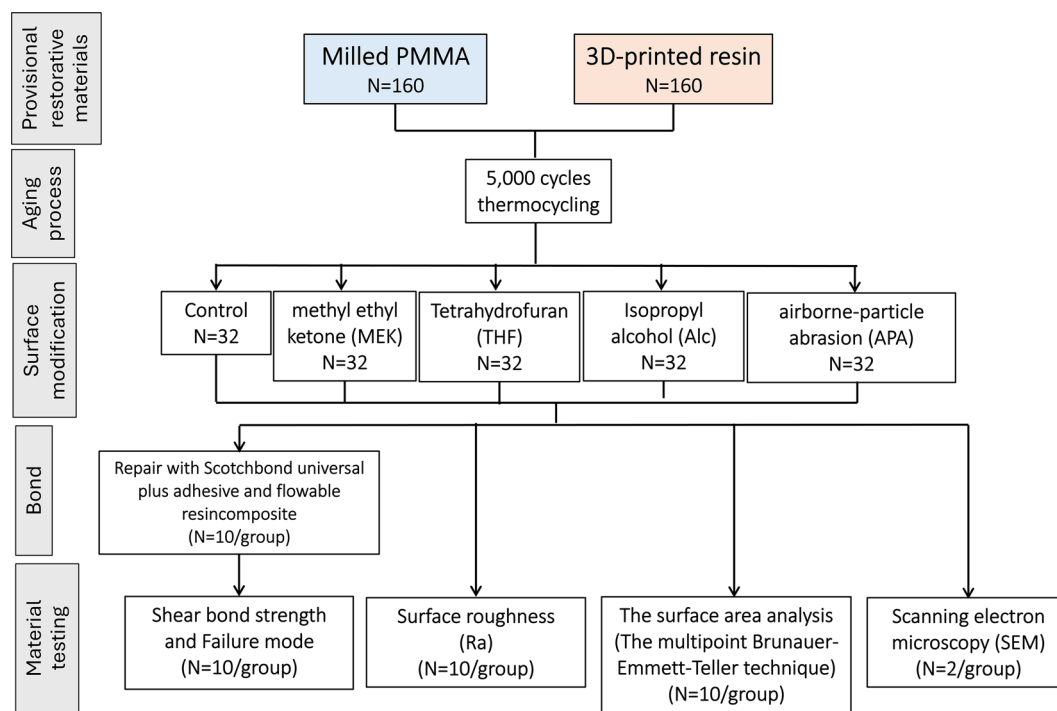 Provisional
restorative
materials
Milled PMMA
N=160
3D-printed resin
N=160
Aging
process
5,000 cycles
thermocycling
Surface
modification
Control
N=32
methyl ethyl
ketone (MEK)
N=32
Tetrahydrofuran
(THF)
N=32
Isopropyl
alcohol (Alc)
N=32
airborne-particle
abrasion (APA)
N=32
Bond
Repair with Scotchbond universal
plus adhesive and flowable
resincomposite
(N=10/group)
Material
testing
Shear bond strength
and Failure mode
(N=10/group)
Surface roughness
(Ra)
(N=10/group)
The surface area analysis
(The multipoint Brunauer-
Emmett-Teller technique)
(N=10/group)
Scanning electron
microscopy (SEM)
(N=2/group)